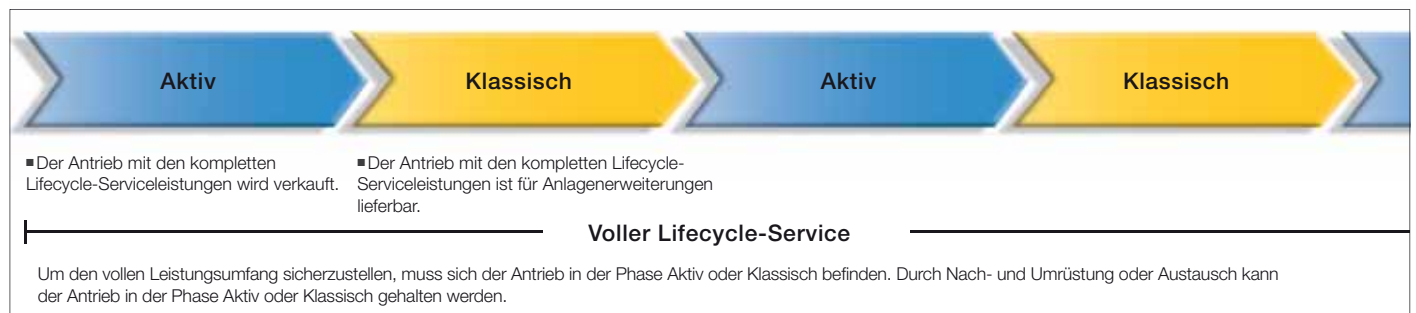 Aktiv
Klassisch
Aktiv
Klassisch
■ Der Antrieb mit den kompletten
Lifecycle-Serviceleistungen wird verkauft.
■ Der Antrieb mit den kompletten Lifecycle-
Serviceleistungen ist für Anlagenerweiterungen
lieferbar.
Voller Lifecycle-Service
Um den vollen Leistungsumfang sicherzustellen, muss sich der Antrieb in der Phase Aktiv oder Klassisch befinden. Durch Nach- und Umrüstung oder Austausch kann
der Antrieb in der Phase Aktiv oder Klassisch gehalten werden.